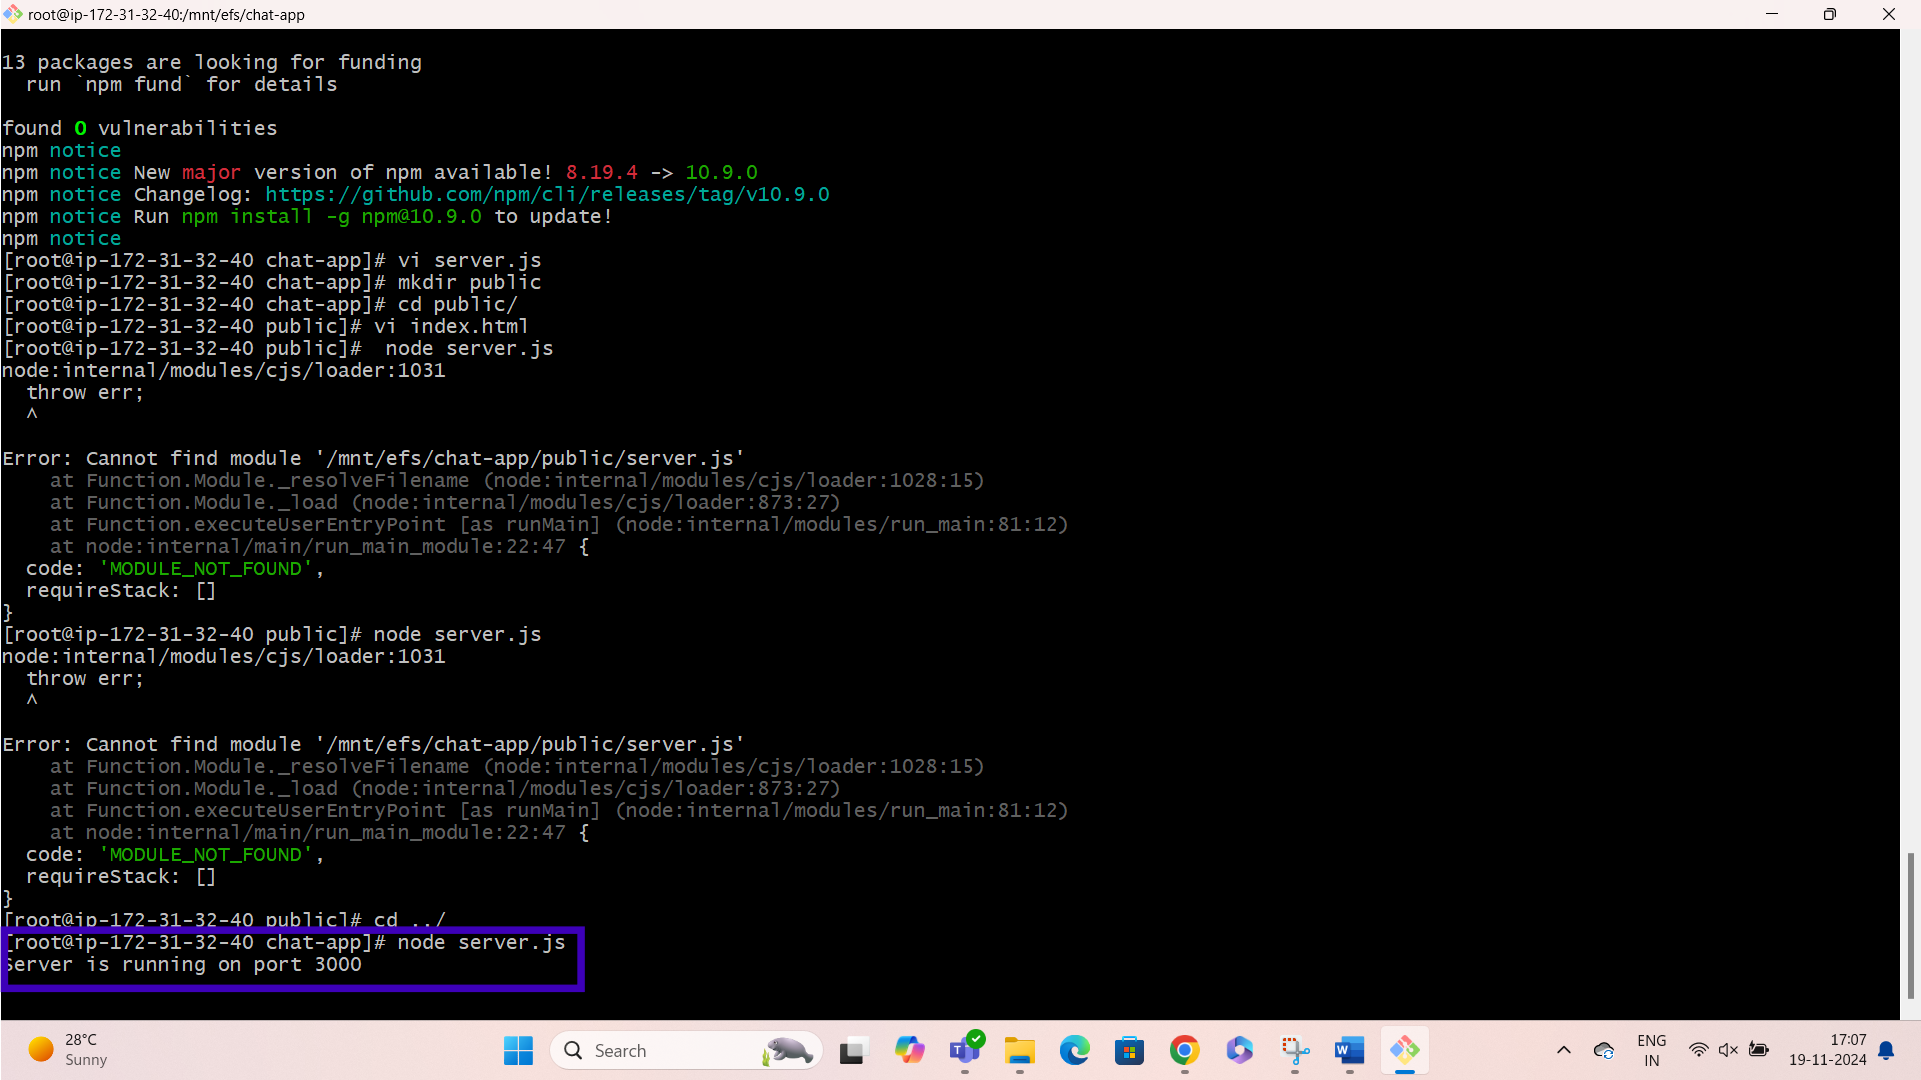 root@ip-172-31-32-40:/mnt/efs/chat-app
13 packages are looking for funding
  run `npm fund` for details
found 0 vulnerabilities
npm notice
npm notice New major version of npm available! 8.19.4 -> 10.9.0
npm notice Changelog: https://github.com/npm/cli/releases/tag/v10.9.0
npm notice Run npm install -g npm@10.9.0 to update!
npm notice
[root@ip-172-31-32-40 chat-app]# vi server.js
[root@ip-172-31-32-40 chat-app]# mkdir public
[root@ip-172-31-32-40 chat-app]# cd public/
[root@ip-172-31-32-40 public]# vi index.html
[root@ip-172-31-32-40 public]#  node server.js
node:internal/modules/cjs/loader:1031
  throw err;
  ^
Error: Cannot find module '/mnt/efs/chat-app/public/server.js'
    at Function.Module._resolveFilename (node:internal/modules/cjs/loader:1028:15)
    at Function.Module._load (node:internal/modules/cjs/loader:873:27)
    at Function.executeUserEntryPoint [as runMain] (node:internal/modules/run_main:81:12)
    at node:internal/main/run_main_module:22:47 {
  code: 'MODULE_NOT_FOUND',
  requireStack: []
}
[root@ip-172-31-32-40 public]# node server.js
node:internal/modules/cjs/loader:1031
  throw err;
  ^
Error: Cannot find module '/mnt/efs/chat-app/public/server.js'
    at Function.Module._resolveFilename (node:internal/modules/cjs/loader:1028:15)
    at Function.Module._load (node:internal/modules/cjs/loader:873:27)
    at Function.executeUserEntryPoint [as runMain] (node:internal/modules/run_main:81:12)
    at node:internal/main/run_main_module:22:47 {
  code: 'MODULE_NOT_FOUND',
  requireStack: []
}
[root@ip-172-31-32-40 public]# cd ../
[root@ip-172-31-32-40 chat-app]# node server.js
Server is running on port 3000
28°C
Sunny
Search
ENG
IN
17:07
19-11-2024